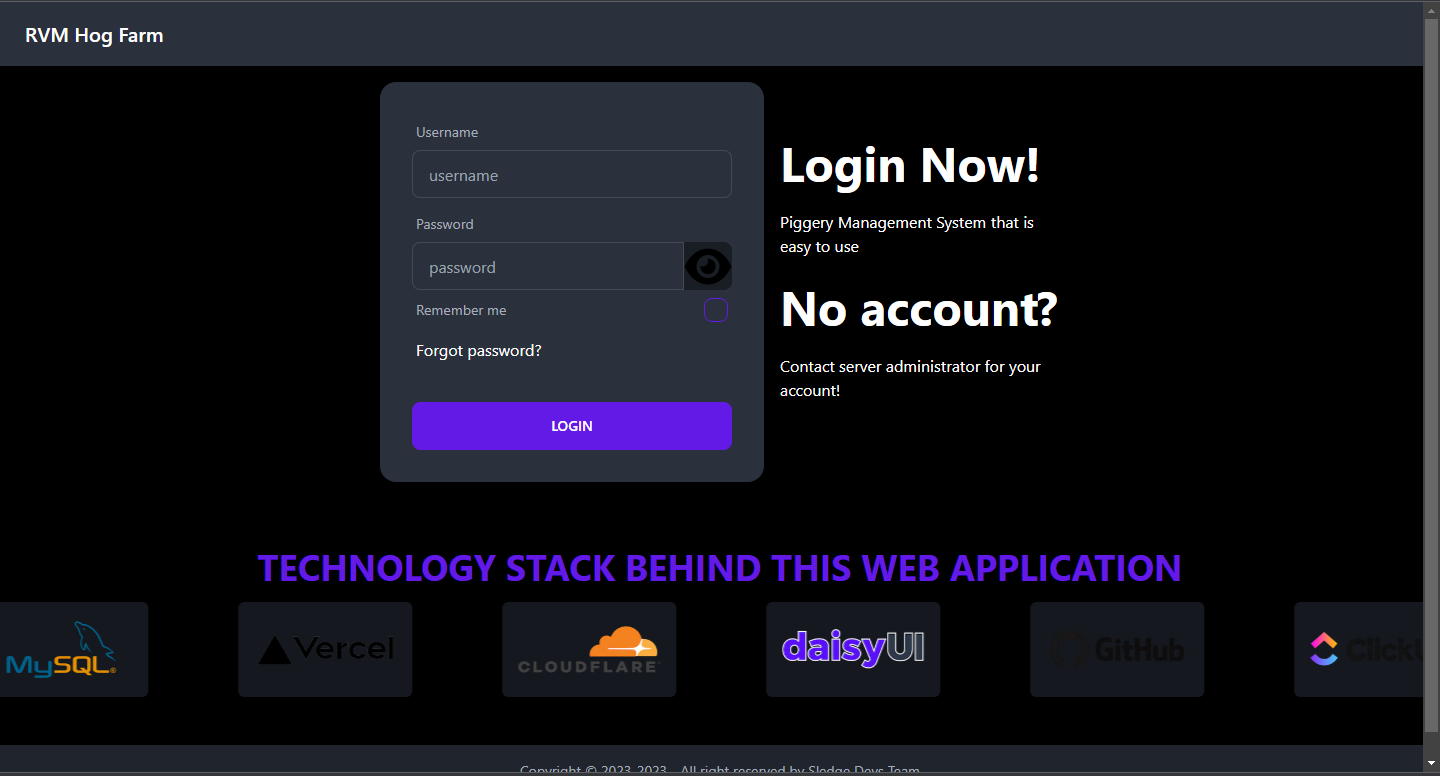 RVM Hog Farm
Username
username
Password
password
Remember me
Forgot password?
LOGIN
Login Now!
Piggery Management System that is
easy to use
No account?
Contact server administrator for your
account!
TECHNOLOGY STACK BEHIND THIS WEB APPLICATION
MySQL®
Vercel
CLOUDFLARE
daisyUI
GitHub
ClickU
Copyright © 2023-2023 - All right reserved by Sledge Devs Team